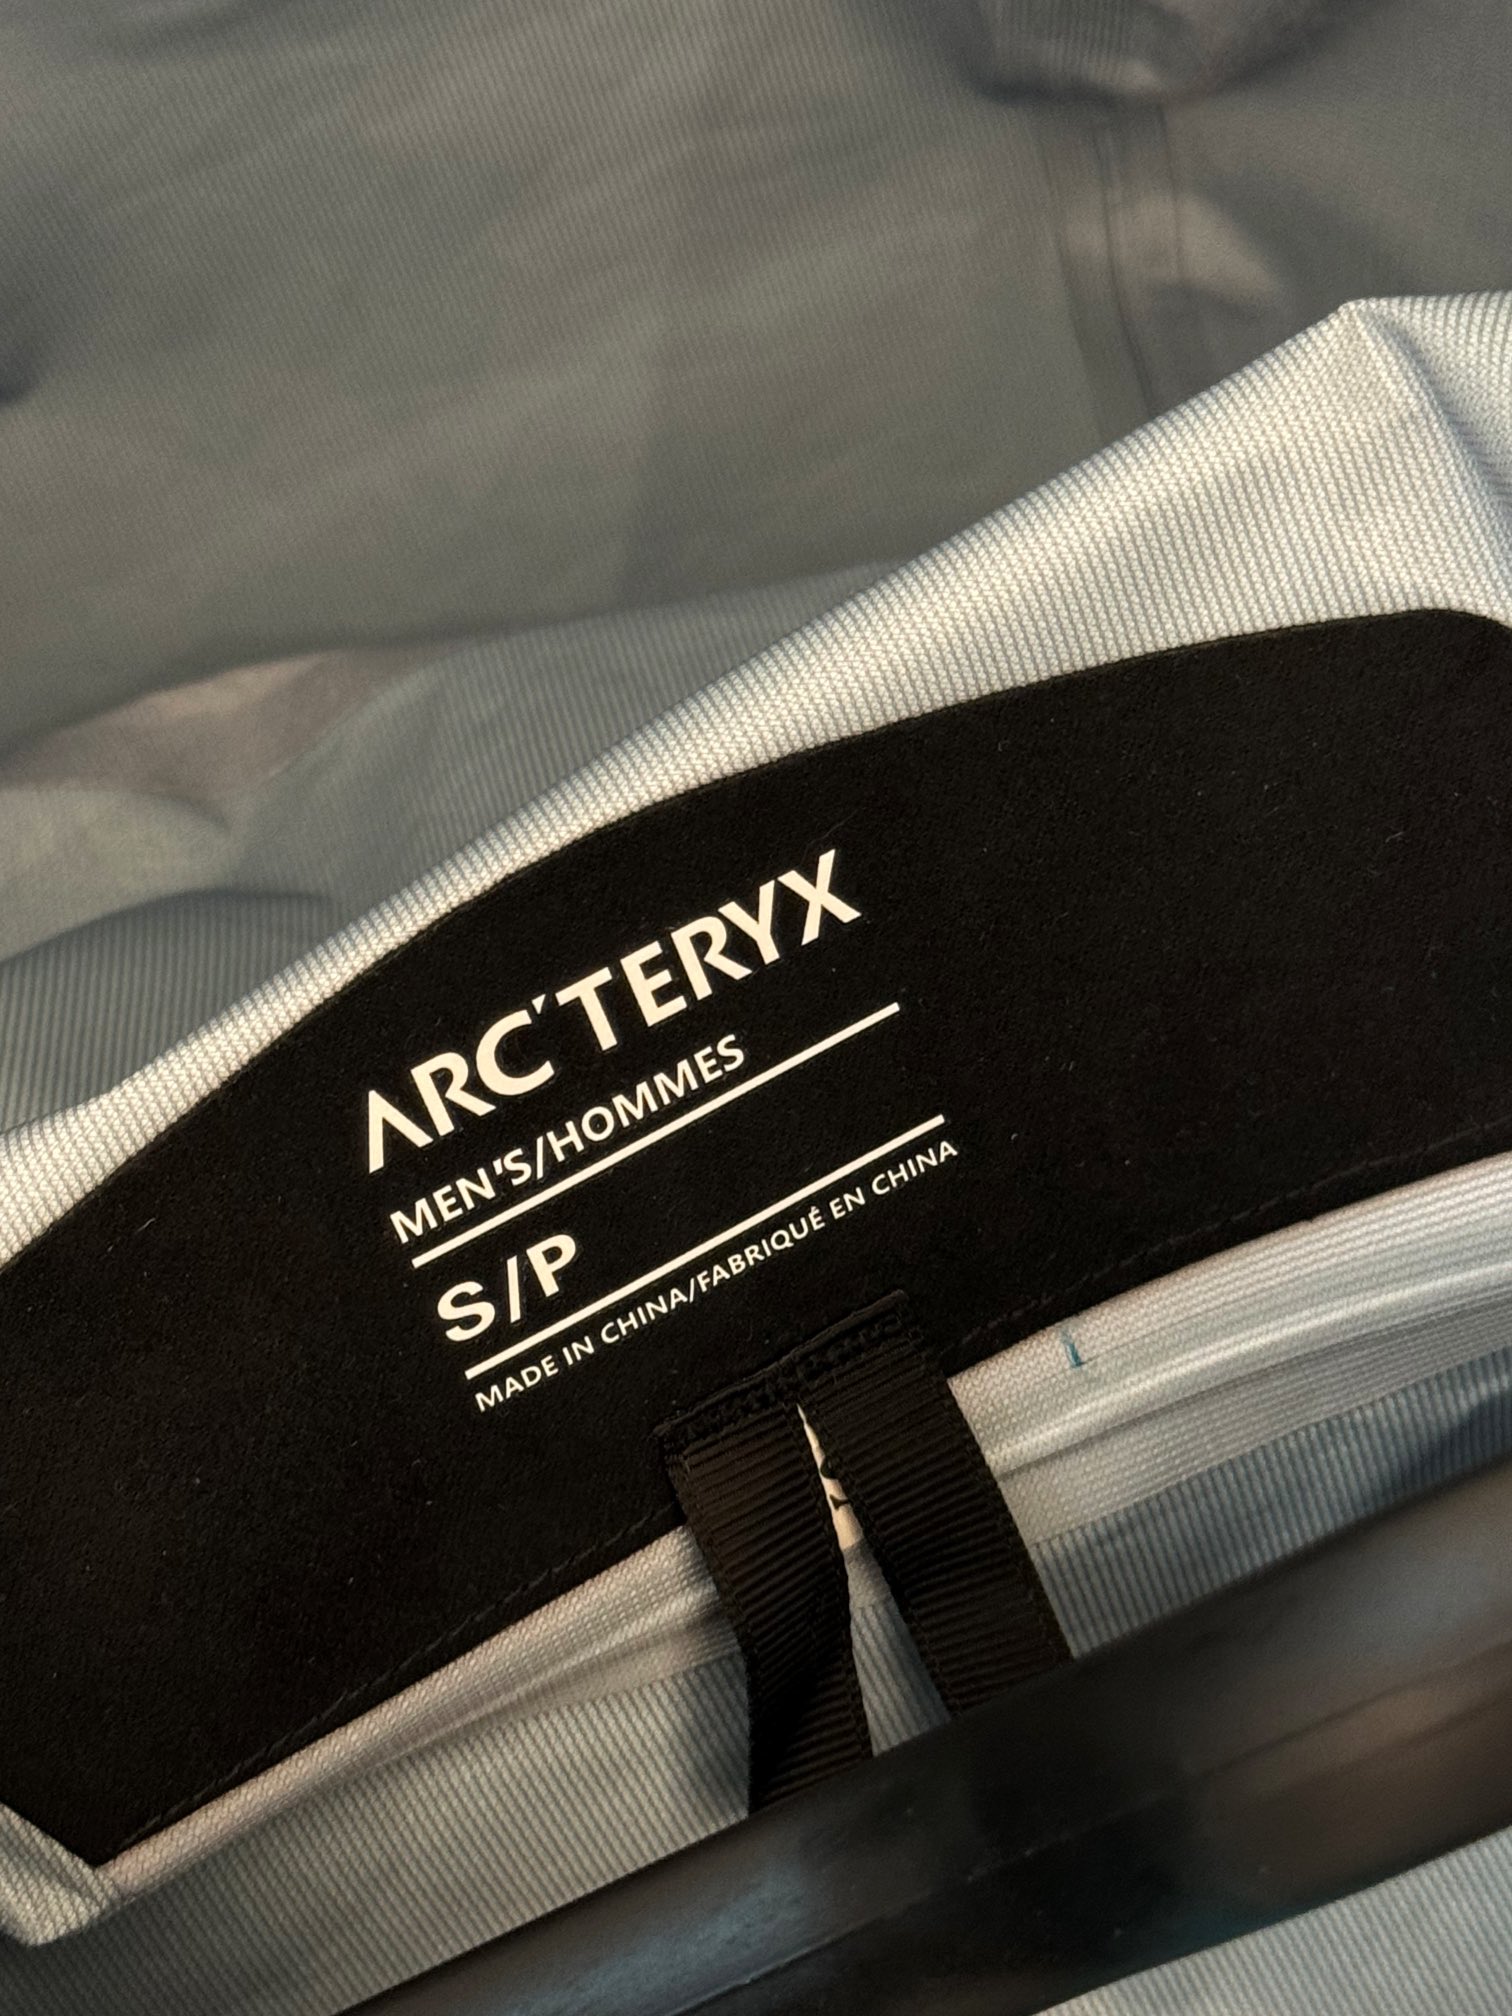 ARC'TERYX
MEN'S/HOMMES
S/P
MADE IN CHINA/FABRIQUÉ EN CHINA